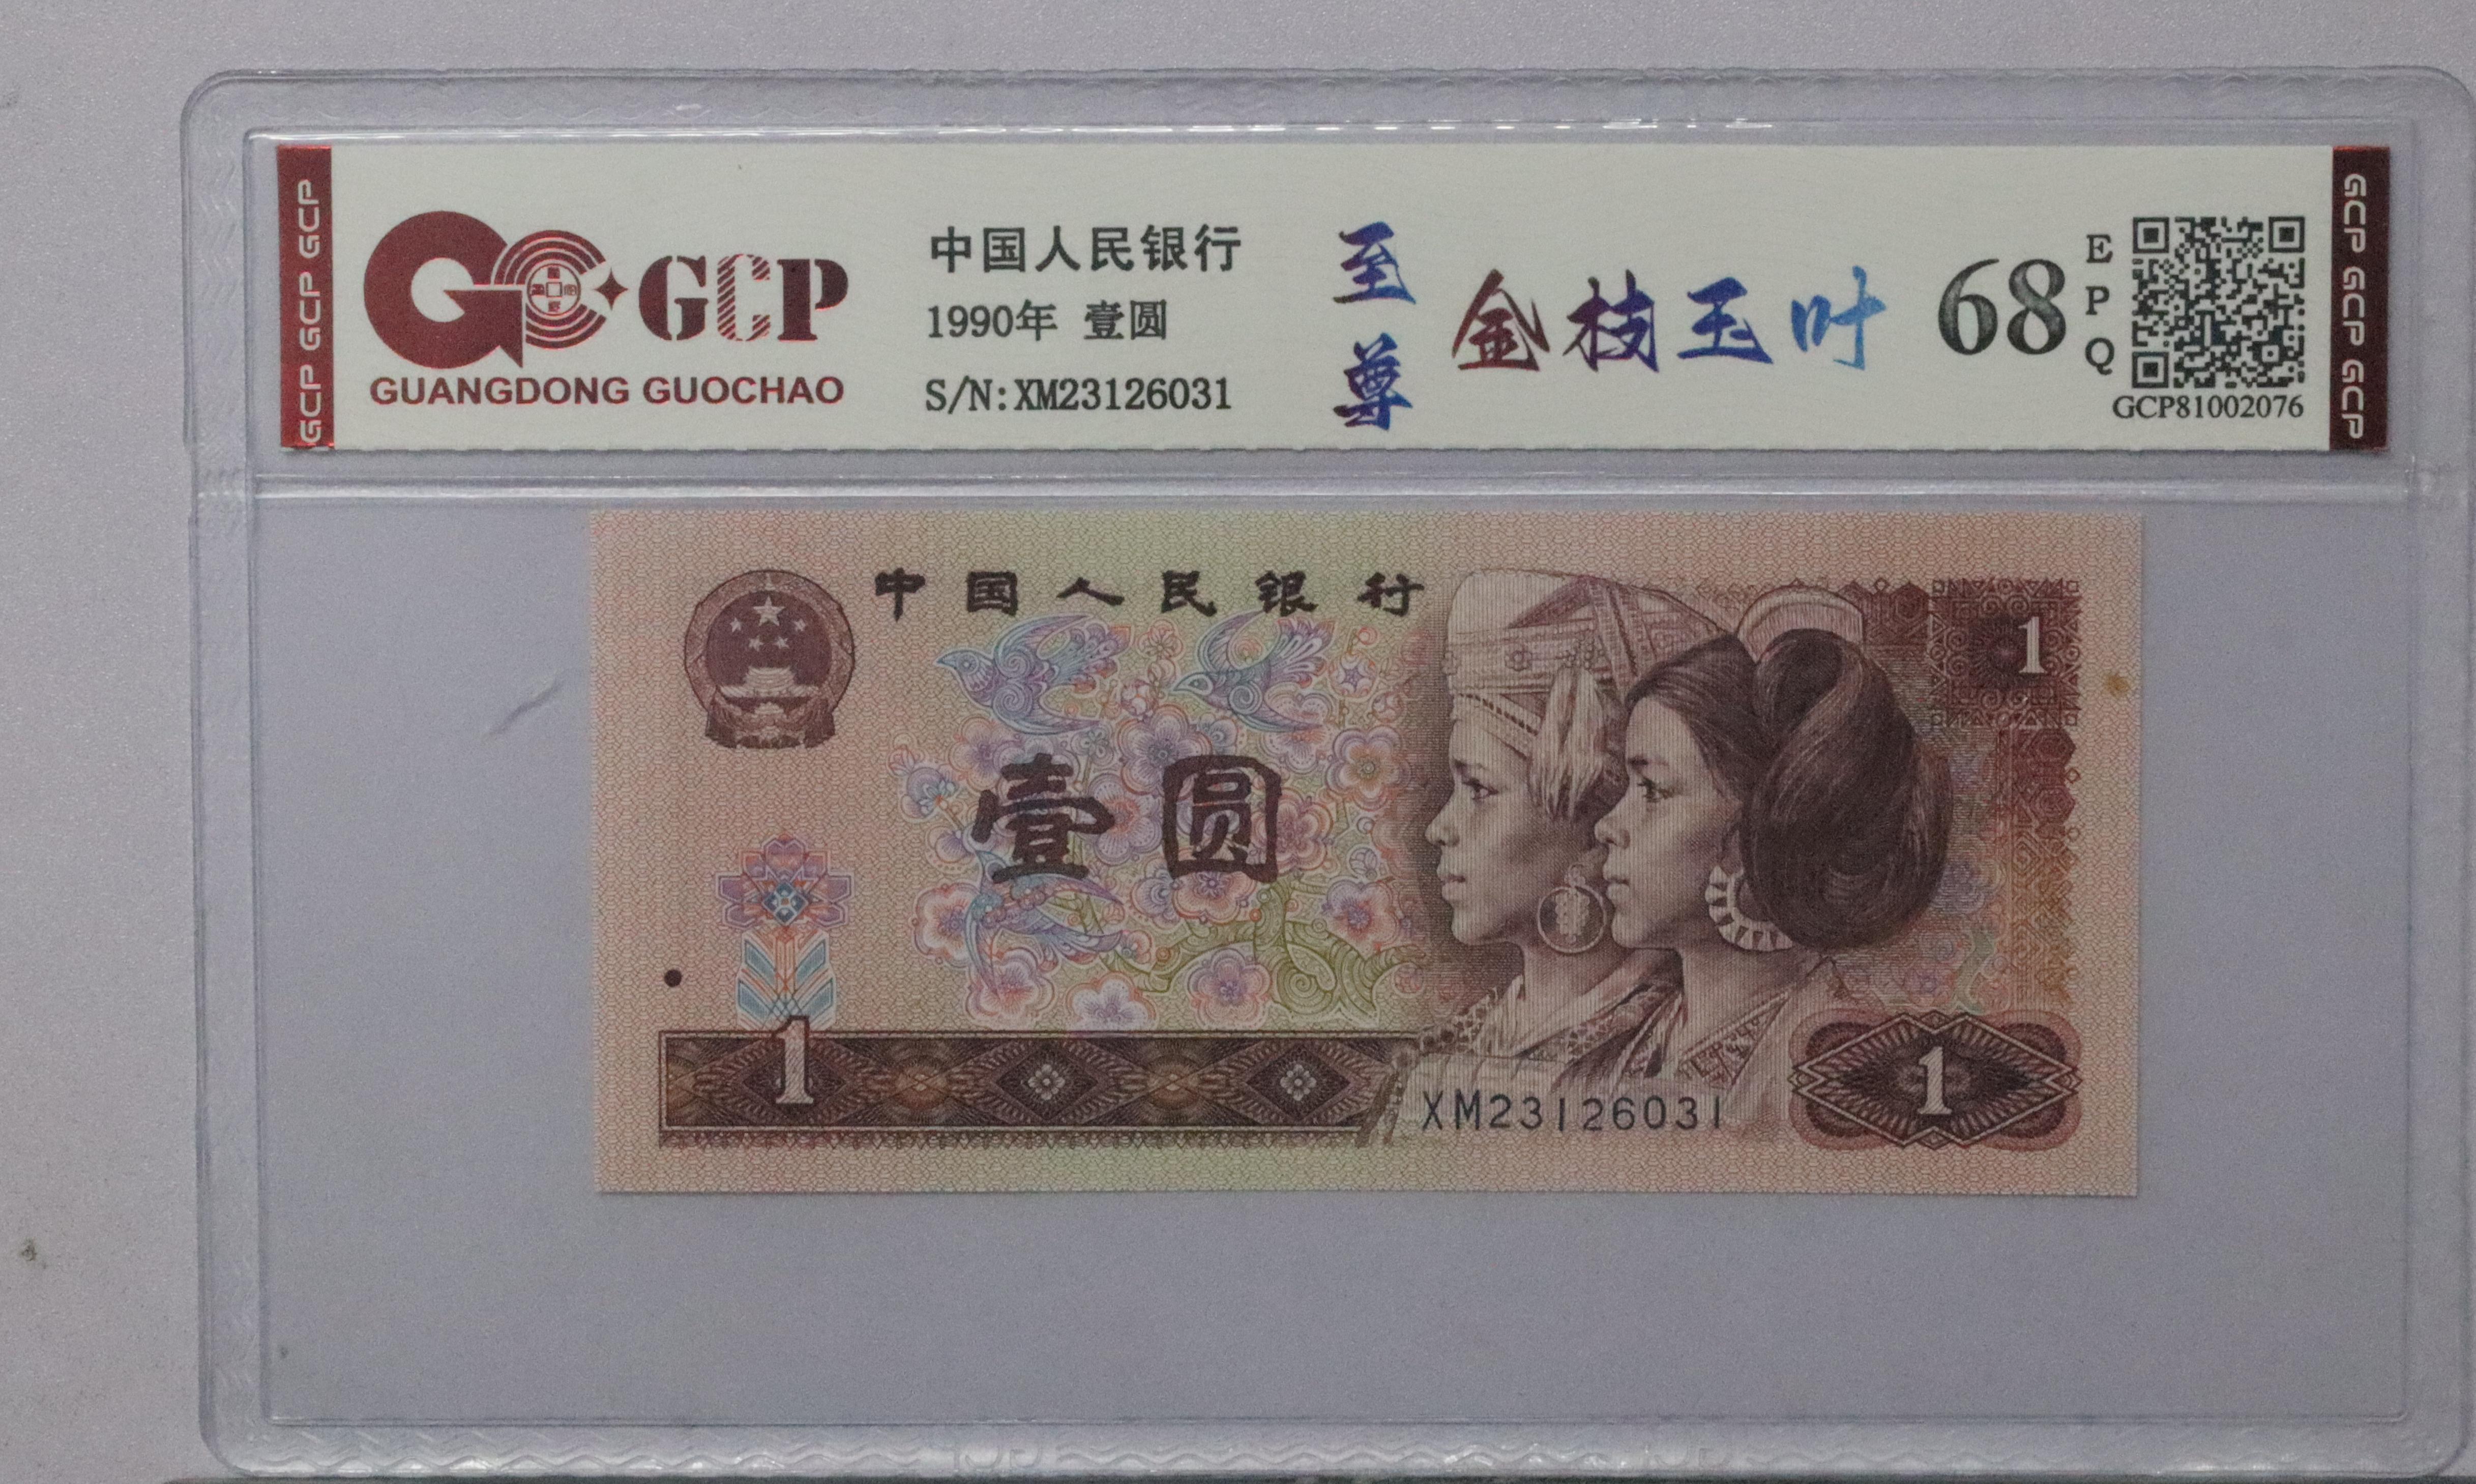 GCP GCP GCP
GCP
GUANGDONG GUOCHAO
中国人民银行
1990年 壹圆
S/N:XM23126031
至尊
金枝玉叶
68
EPQ
GCP81002076
GCP GCP GCP
中国人民银行
1
壹圆
1
XM23126031
1